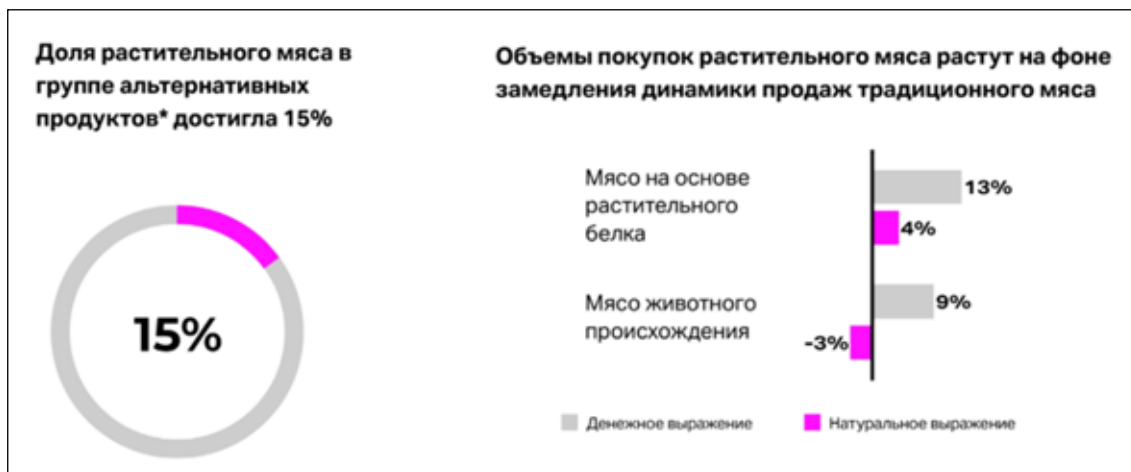 Доля растительного мяса в
группе альтернативных
продуктов* достигла 15%
15%
Объемы покупок растительного мяса растут на фоне
замедления динамики продаж традиционного мяса
Мясо на основе
растительного
белка
13%
4%
Мясо животного
происхождения
9%
-3%
Денежное выражение
Натуральное выражение